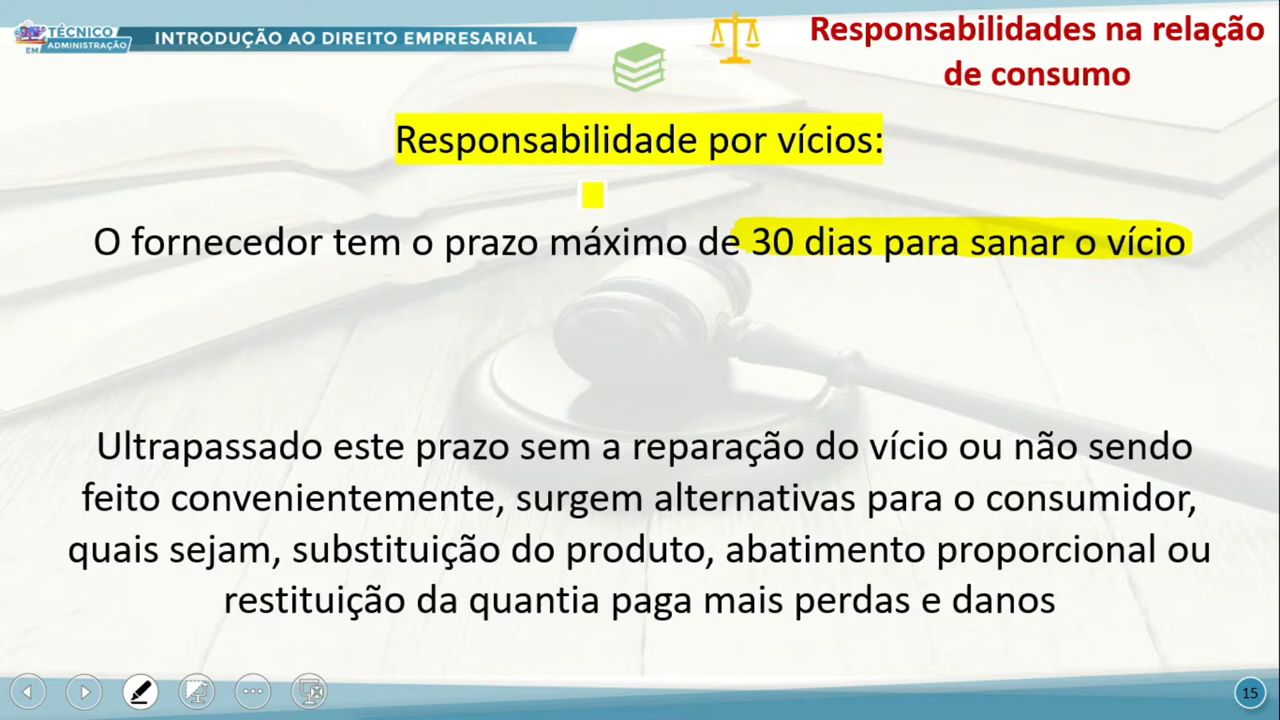 TÉCNICO
EM ADMINISTRAÇÃO
INTRODUÇÃO AO DIREITO EMPRESARIAL
Responsabilidades na relação
de consumo
Responsabilidade por vícios:
O fornecedor tem o prazo máximo de 30 dias para sanar o vício
Ultrapassado este prazo sem a reparação do vício ou não sendo
feito convenientemente, surgem alternativas para o consumidor,
quais sejam, substituição do produto, abatimento proporcional ou
restituição da quantia paga mais perdas e danos
15